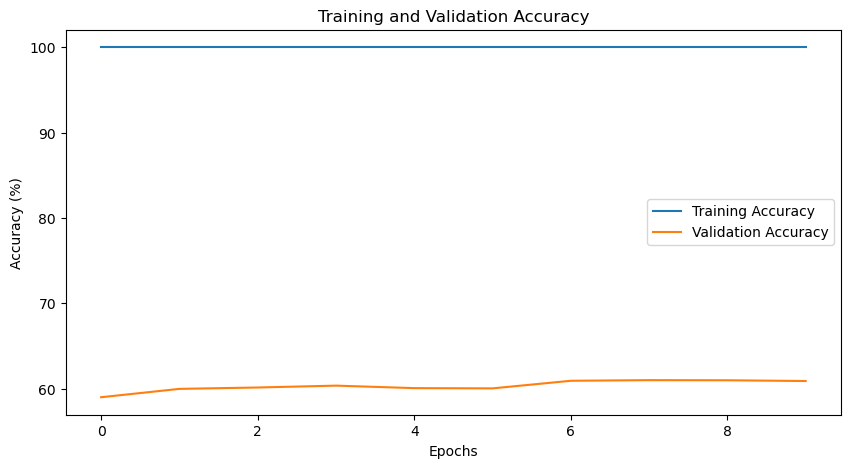 Training and Validation Accuracy
100
90
80
70
60
Accuracy (%)
Training Accuracy
Validation Accuracy
0 2 4 6 8
Epochs